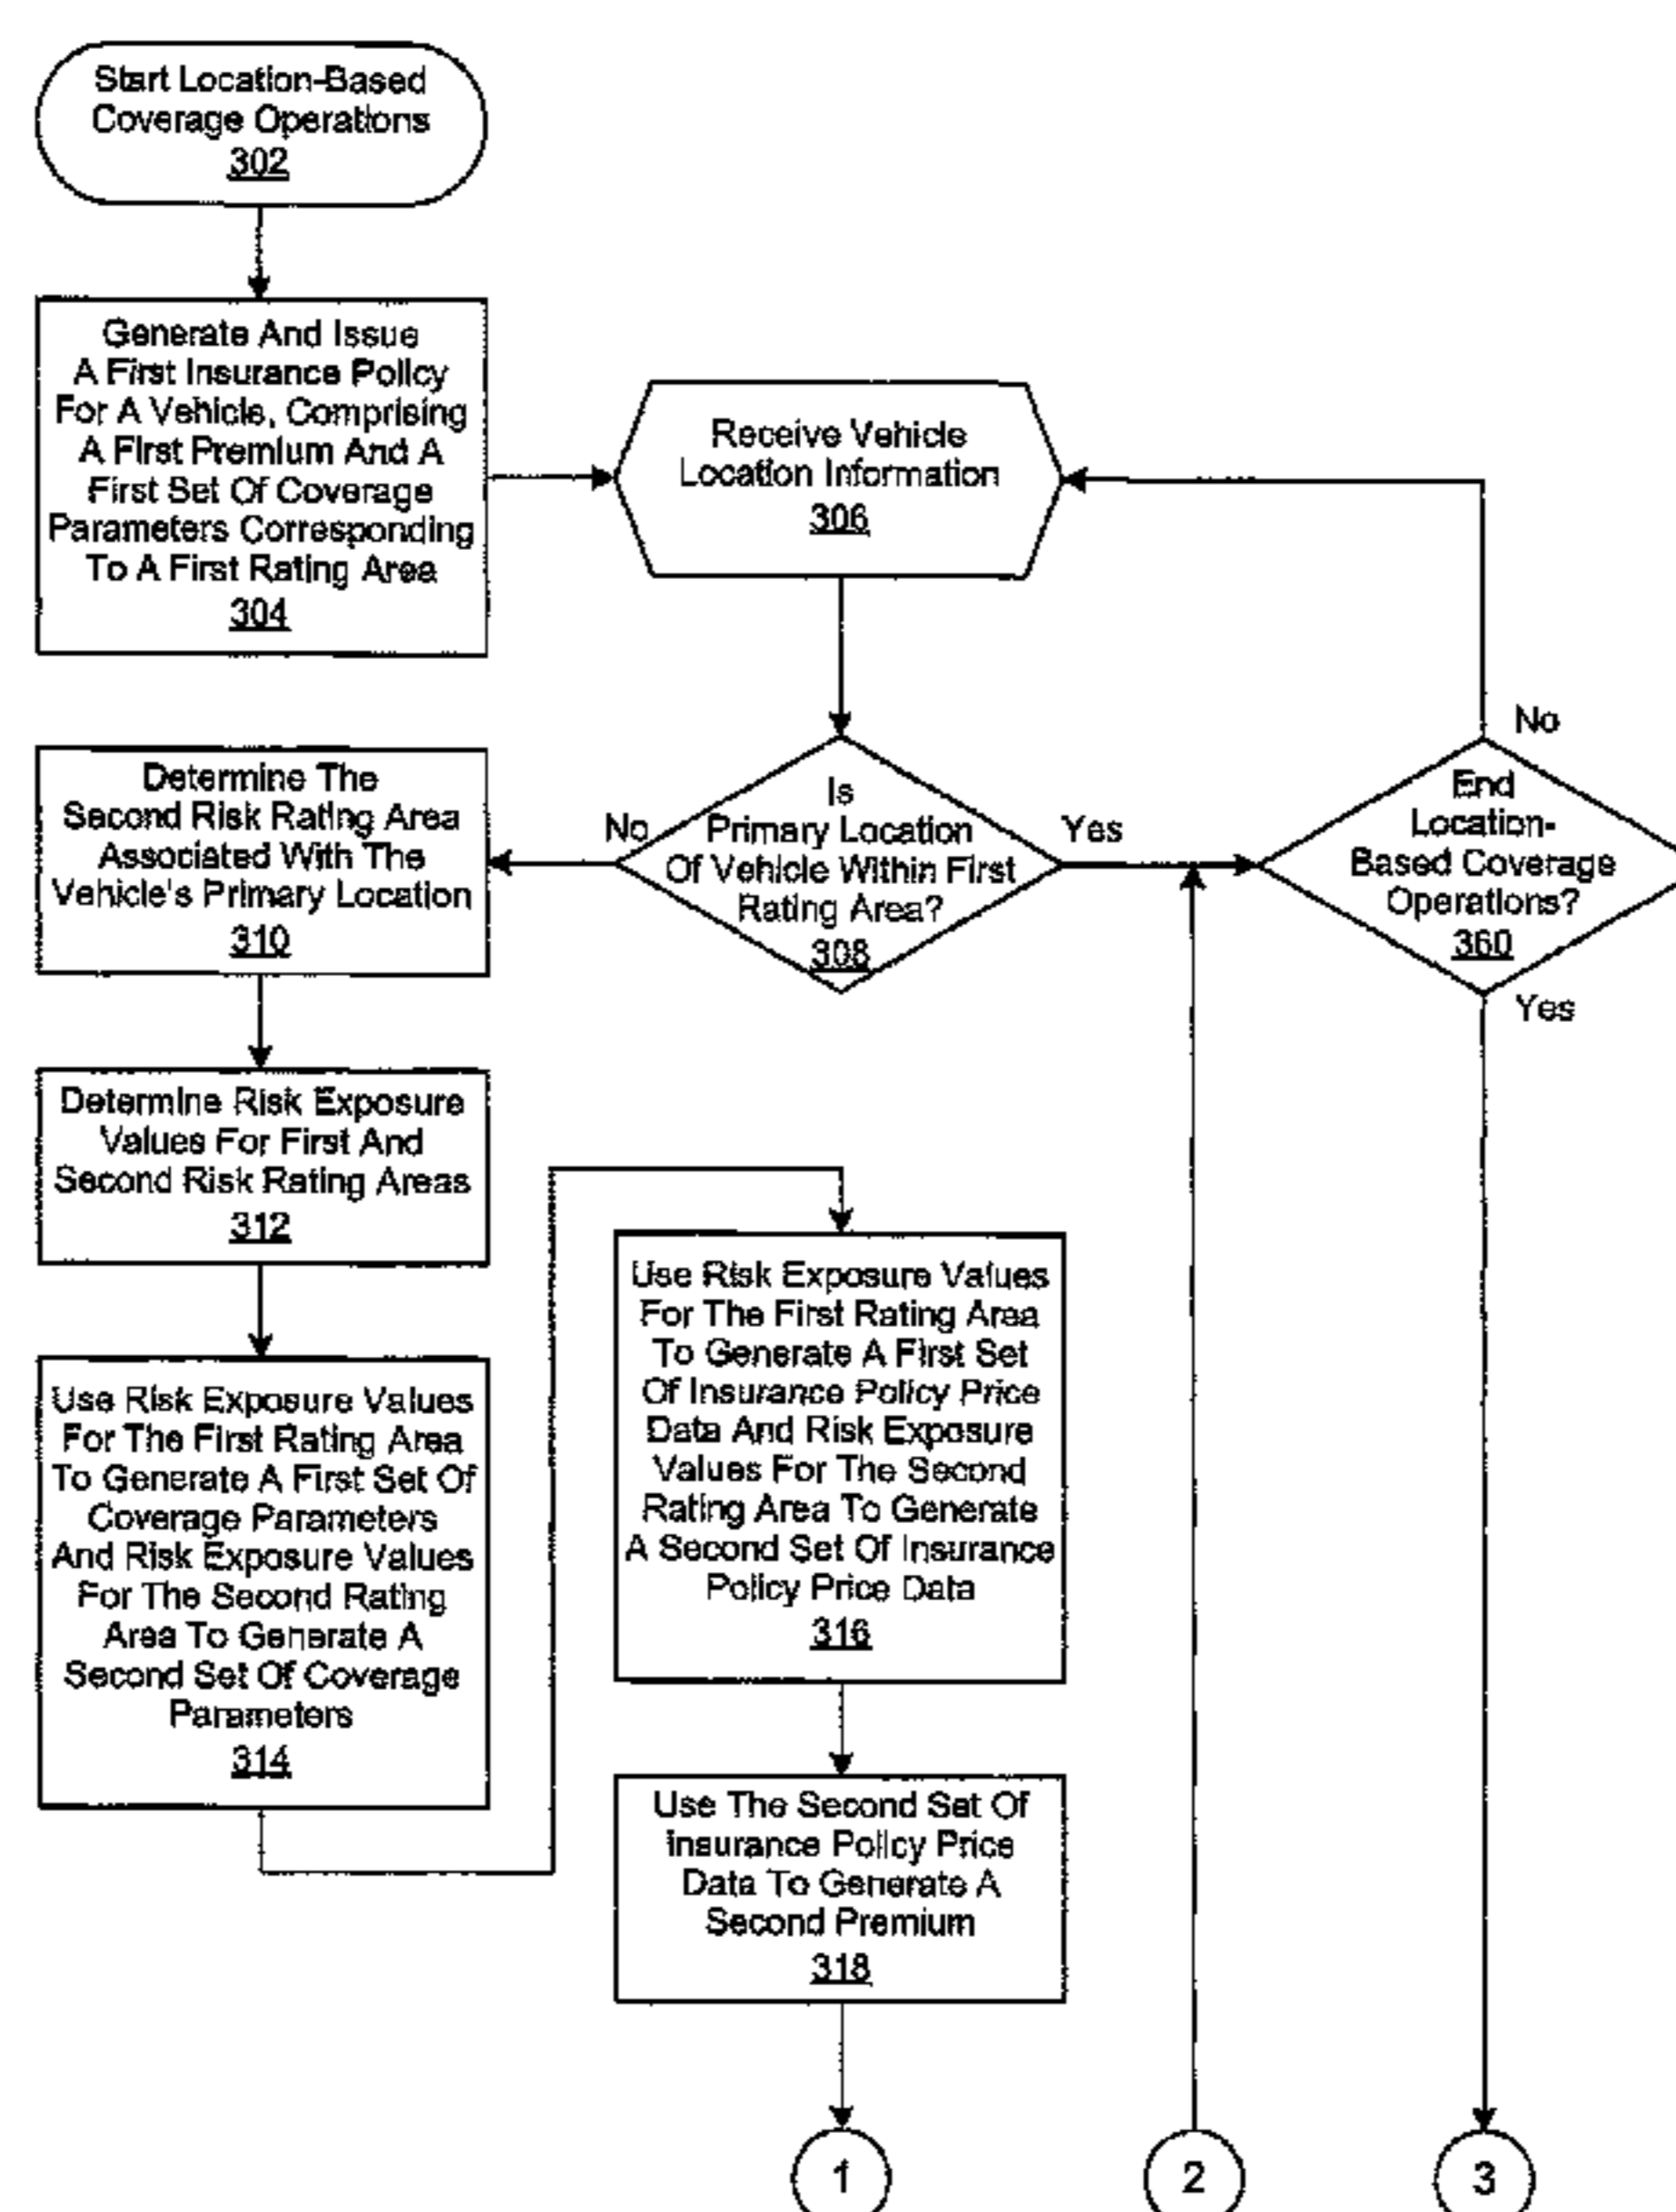 Start Location-Based
Coverage Operations
302
Generate And Issue
A First Insurance Policy
For A Vehicle, Comprising
A First Premium And A
First Set Of Coverage
Parameters Corresponding
To A First Rating Area
304
Receive Vehicle
Location Information
306
Is
Primary Location
Of Vehicle Within First
Rating Area?
308
No
Yes
End
Location-
Based Coverage
Operations?
360
No
Yes
Determine The
Second Risk Rating Area
Associated With The
Vehicle's Primary Location
310
Determine Risk Exposure
Values For First And
Second Risk Rating Areas
312
Use Risk Exposure Values
For The First Rating Area
To Generate A First Set Of
Coverage Parameters
And Risk Exposure Values
For The Second Rating
Area To Generate A
Second Set Of Coverage
Parameters
314
Use Risk Exposure Values
For The First Rating Area
To Generate A First Set
Of Insurance Policy Price
Data And Risk Exposure
Values For The Second
Rating Area To Generate
A Second Set Of Insurance
Policy Price Data
316
Use The Second Set Of
Insurance Policy Price
Data To Generate A
Second Premium
318
1
2
3